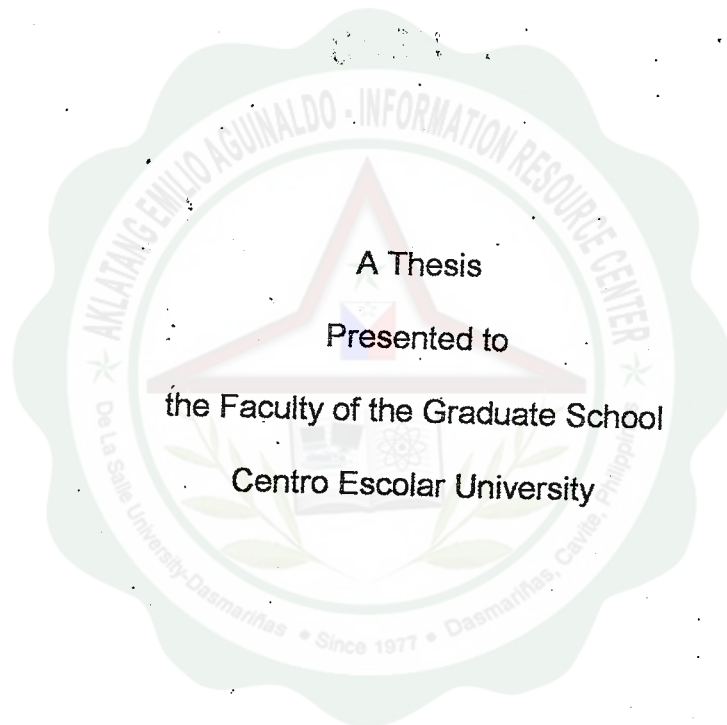 AKLATANG EMILIO AGUINALDO - INFORMATION RESOURCE CENTER
A Thesis
Presented to
the Faculty of the Graduate School
Centro Escolar University
De La Salle University-Dasmariñas • Since 1977 • Dasmariñas, Cavite, Philippines